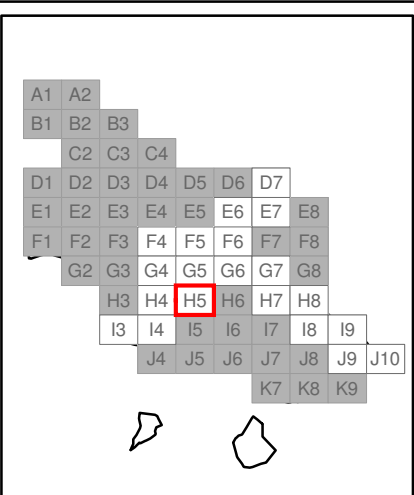 A1 A2
B1 B2 B3
C2 C3 C4
D1 D2 D3 D4 D5 D6 D7
E1 E2 E3 E4 E5 E6 E7 E8
F1 F2 F3 F4 F5 F6 F7 F8
G2 G3 G4 G5 G6 G7 G8
H3 H4 H5 H6 H7 H8
I3 I4 I5 I6 I7 I8 I9
J4 J5 J6 J7 J8 J9 J10
K7 K8 K9